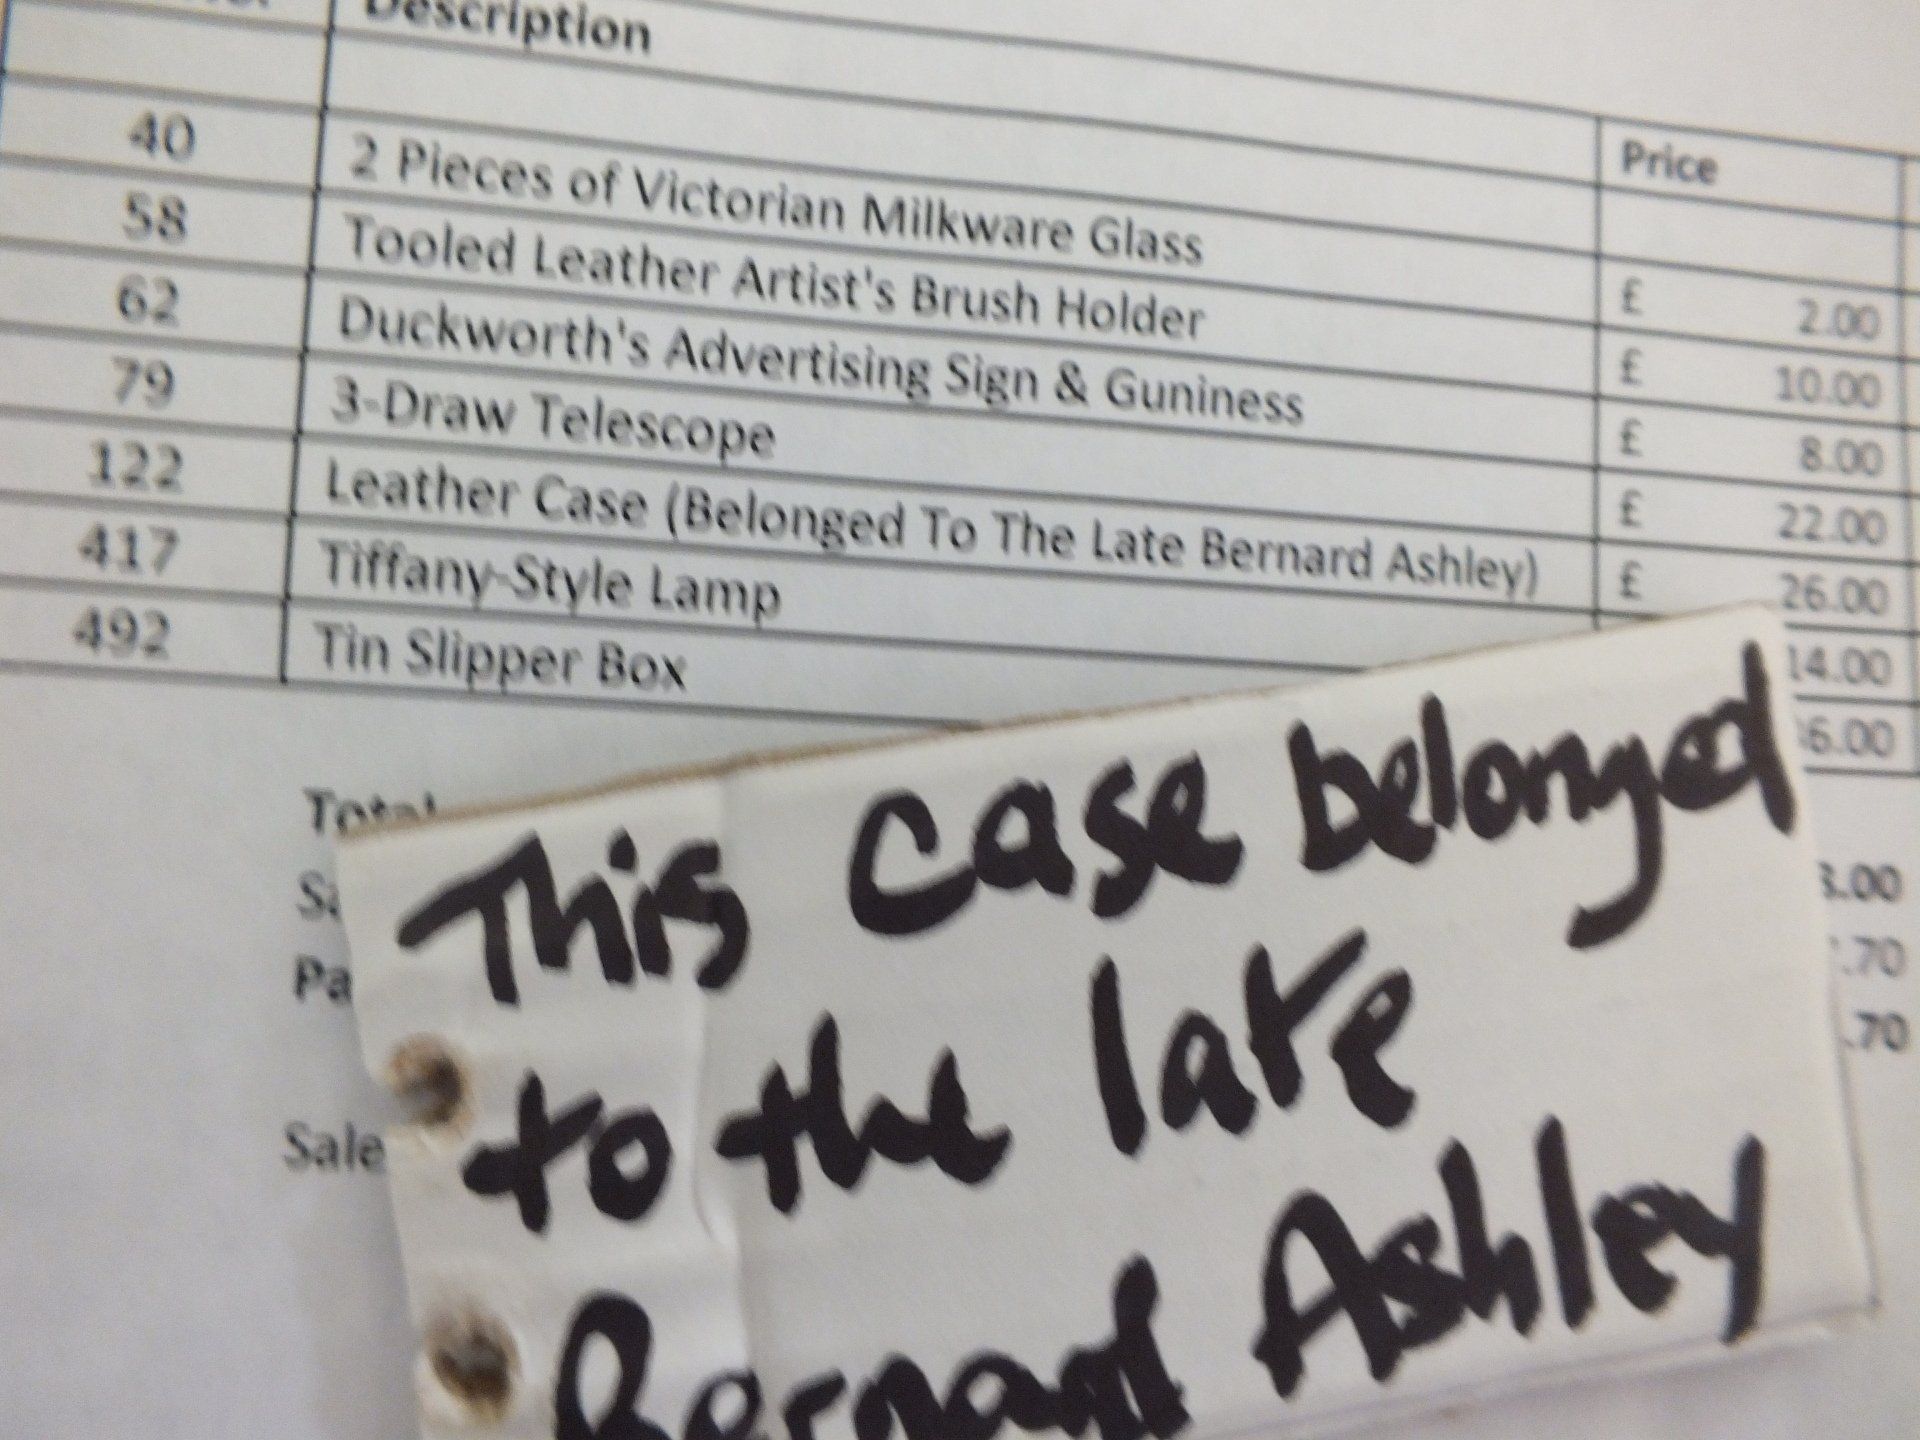 Description Price
40 2 Pieces of Victorian Milkware Glass £ 2.00
58 Tooled Leather Artist's Brush Holder £ 10.00
62 Duckworth's Advertising Sign & Guniness £ 8.00
79 3-Draw Telescope £ 22.00
122 Leather Case (Belonged To The Late Bernard Ashley) £ 26.00
417 Tiffany-Style Lamp 14.00
492 Tin Slipper Box
Total
Sale
This case belonged
to the late
Bernard Ashley